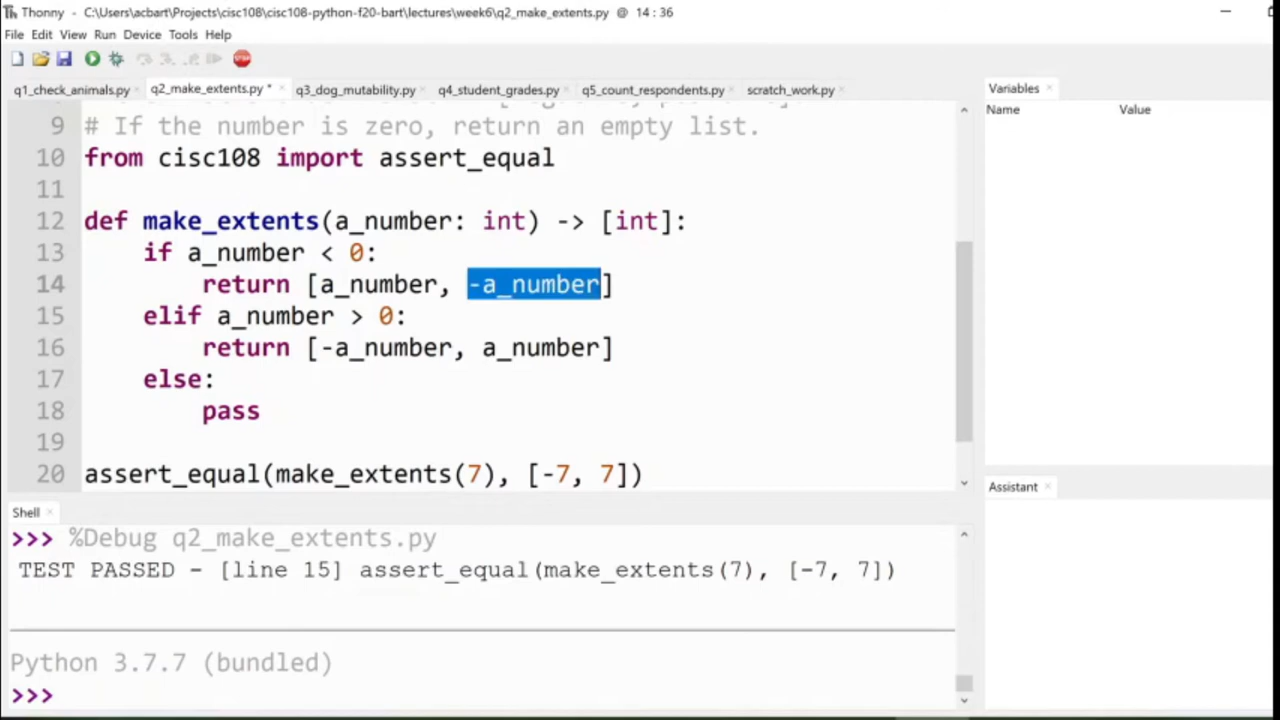 Thonny - C:\Users\acbart\Projects\cisc108\cisc108-python-f20-bart\lectures\week6\q2_make_extents.py @ 14 : 36
File Edit View Run Device Tools Help
STOP
q1_check_animals.py q2_make_extents.py * q3_dog_mutability.py q4_student_grades.py q5_count_respondents.py scratch_work.py
9 # If the number is zero, return an empty list.
10 from cisc108 import assert_equal
11
12 def make_extents(a_number: int) -> [int]:
13 if a_number < 0:
14 return [a_number, -a_number]
15 elif a_number > 0:
16 return [-a_number, a_number]
17 else:
18 pass
19
20 assert_equal(make_extents(7), [-7, 7])
Shell
>>> %Debug q2_make_extents.py
TEST PASSED - [line 15] assert_equal(make_extents(7), [-7, 7])
Python 3.7.7 (bundled)
>>>
Variables
Name Value
Assistant